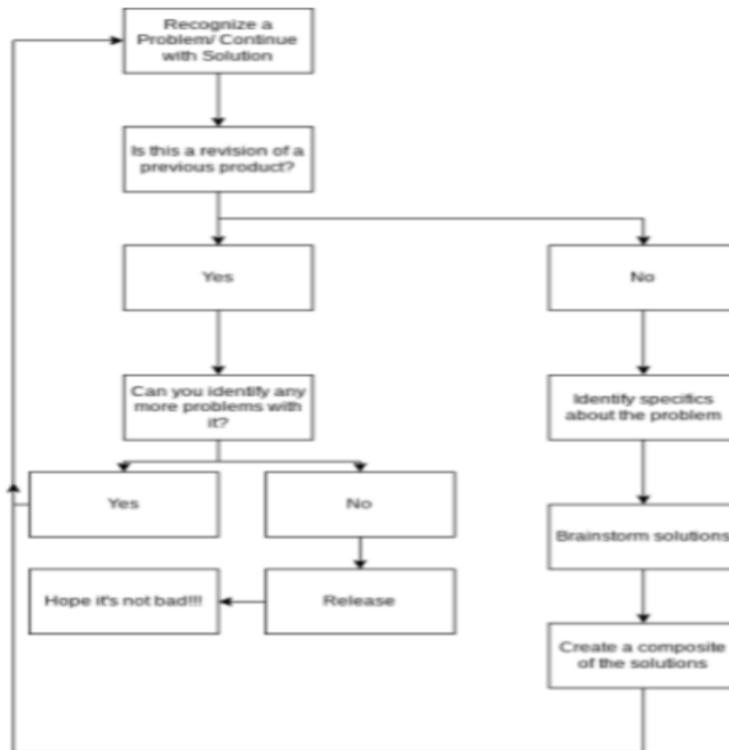 Recognize a
Problem/ Continue
with Solution
Is this a revision of a
previous product?
Yes
No
Can you identify any
more problems with
it?
Identify specifics
about the problem
Yes
No
Brainstorm solutions
Hope it's not bad!!!
Release
Create a composite
of the solutions